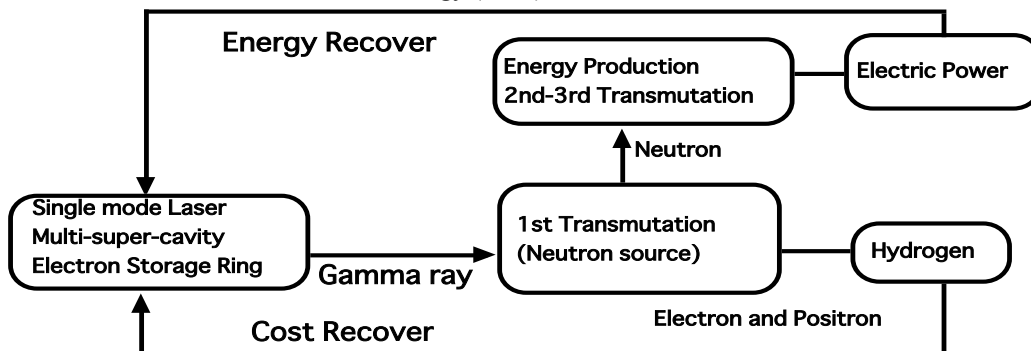 Energy Recover
Energy Production
2nd-3rd Transmutation
Electric Power
Neutron
Single mode Laser
Multi-super-cavity
Electron Storage Ring
Gamma ray
1st Transmutation
(Neutron source)
Hydrogen
Electron and Positron
Cost Recover